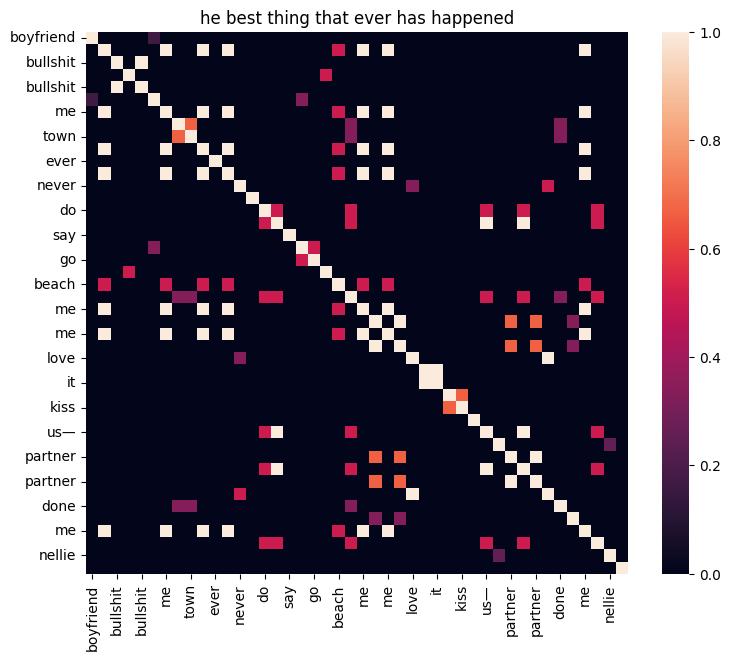 he best thing that ever has happened
boyfriend
bullshit
bullshit
me
town
ever
never
do
say
go
beach
me
me
love
it
kiss
us—
partner
partner
done
me
nellie
boyfriend
bullshit
bullshit
me
town
ever
never
do
say
go
beach
me
me
love
it
kiss
us—
partner
partner
done
me
nellie
1.0
0.8
0.6
0.4
0.2
0.0